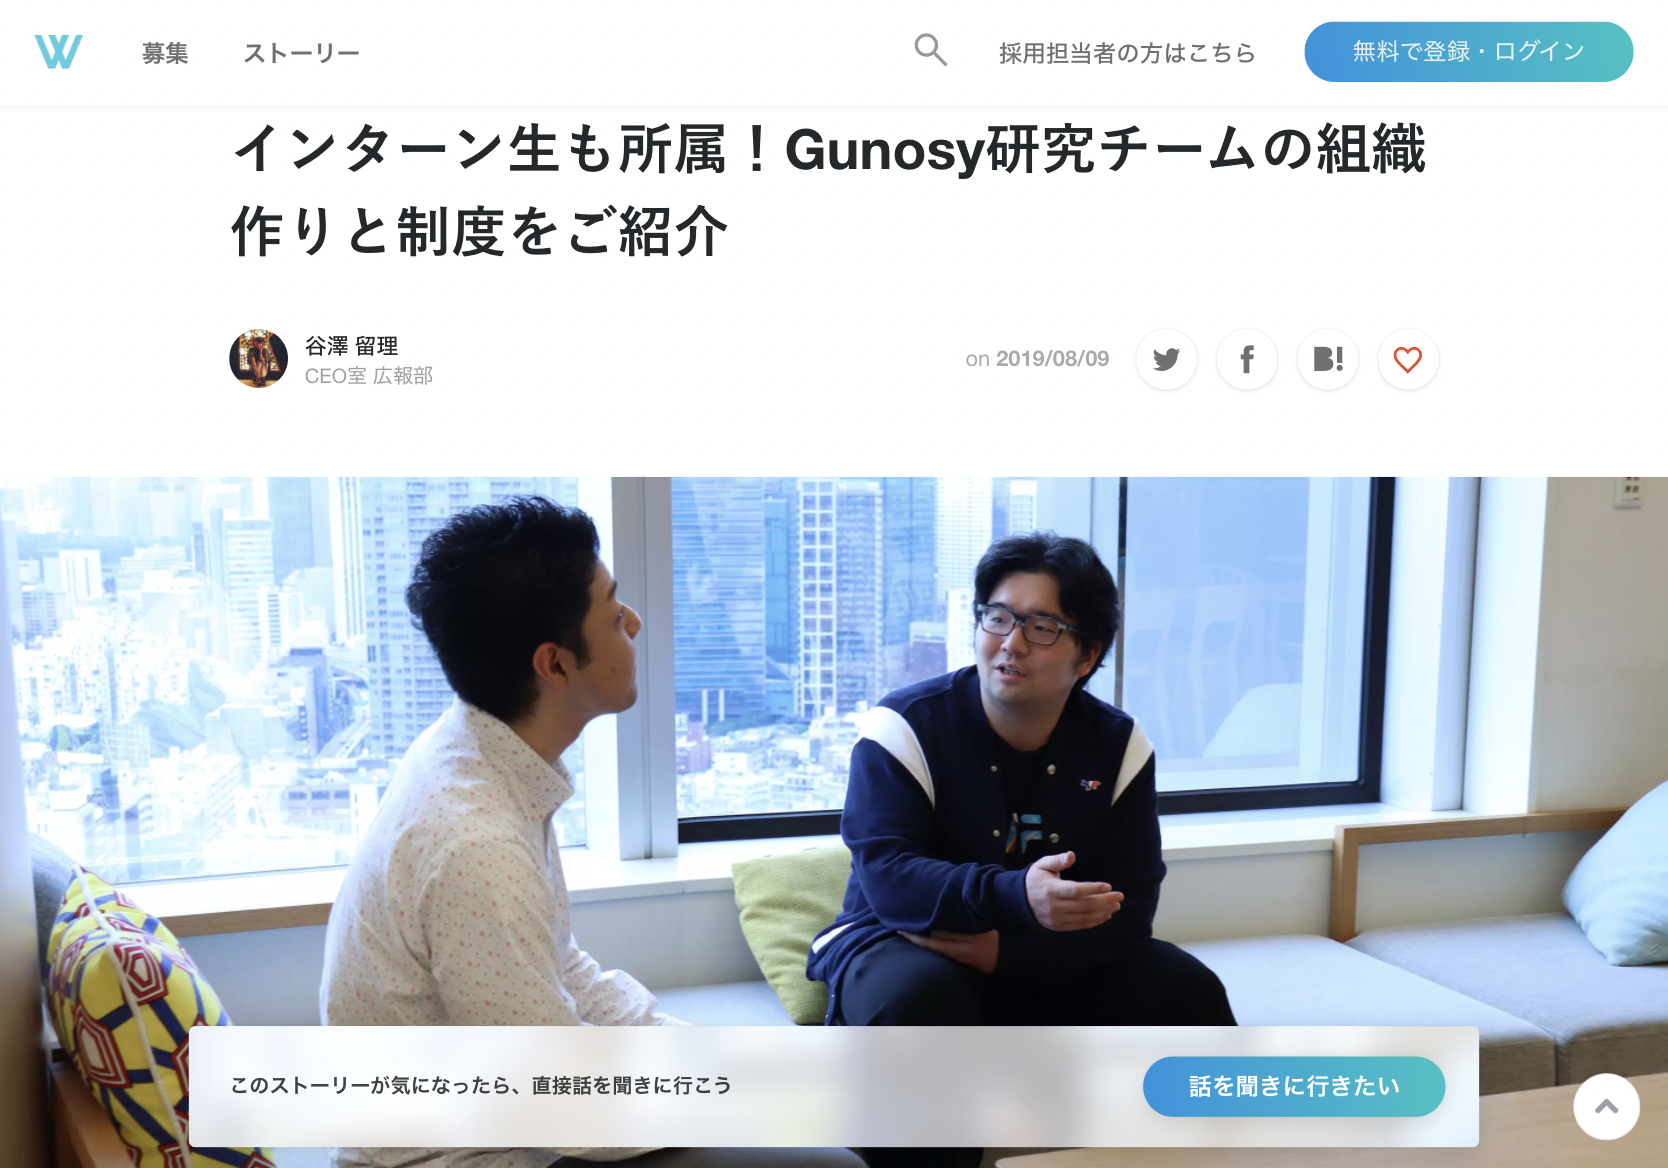 募集
ストーリー
採用担当者の方はこちら
無料で登録・ログイン
インターン生も所属！Gunosy研究チームの組織
作りと制度をご紹介
谷澤 留理
CEO室 広報部
on 2019/08/09
B!
このストーリーが気になったら、直接話を聞きに行こう
話を聞きに行きたい